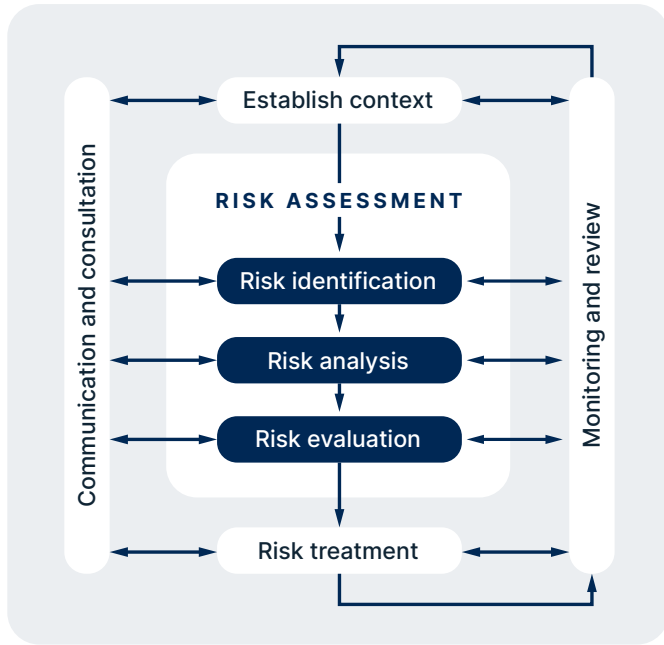 Establish context
Communication and consultation
RISK ASSESSMENT
Risk identification
Risk analysis
Risk evaluation
Monitoring and review
Risk treatment